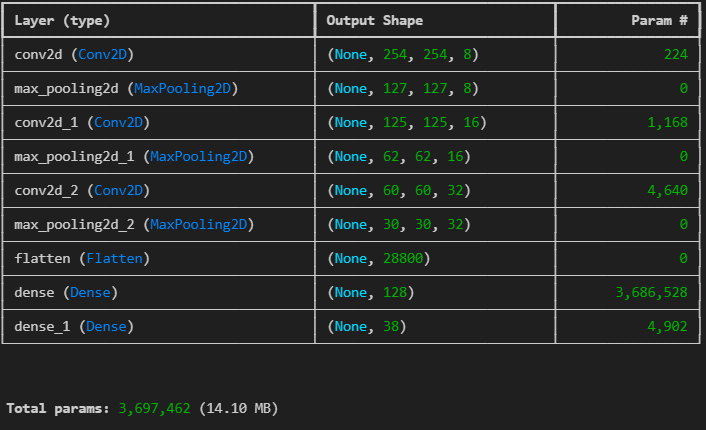 Layer (type) Output Shape Param #
conv2d (Conv2D) (None, 254, 254, 8) 224
max_pooling2d (MaxPooling2D) (None, 127, 127, 8) 0
conv2d_1 (Conv2D) (None, 125, 125, 16) 1,168
max_pooling2d_1 (MaxPooling2D) (None, 62, 62, 16) 0
conv2d_2 (Conv2D) (None, 60, 60, 32) 4,640
max_pooling2d_2 (MaxPooling2D) (None, 30, 30, 32) 0
flatten (Flatten) (None, 28800) 0
dense (Dense) (None, 128) 3,686,528
dense_1 (Dense) (None, 38) 4,902
Total params: 3,697,462 (14.10 MB)